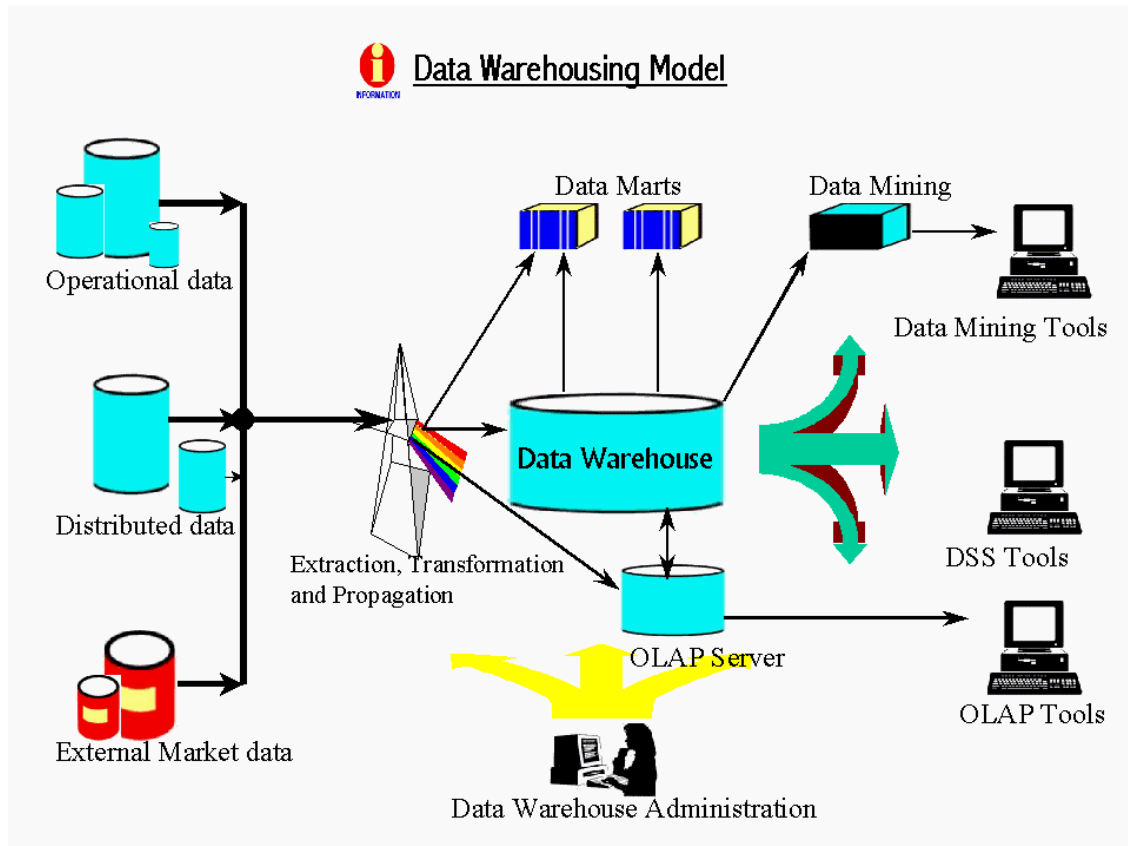 i
INFORMATION
Data Warehousing Model
Data Marts
Data Mining
Operational data
Data Mining Tools
Data Warehouse
Distributed data
Extraction, Transformation
and Propagation
DSS Tools
OLAP Server
OLAP Tools
External Market data
Data Warehouse Administration